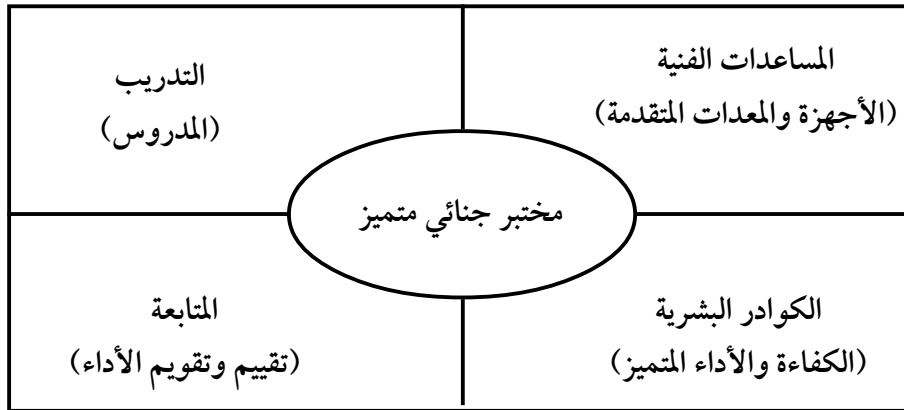 المساعدات الفنية
(الأجهزة والمعدات المتقدمة)
التدريب
(المدروس)
مختبر جنائي متميز
الكوادر البشرية
(الكفاءة والأداء المتميز)
المتابعة
(تقييم وتقويم الأداء)